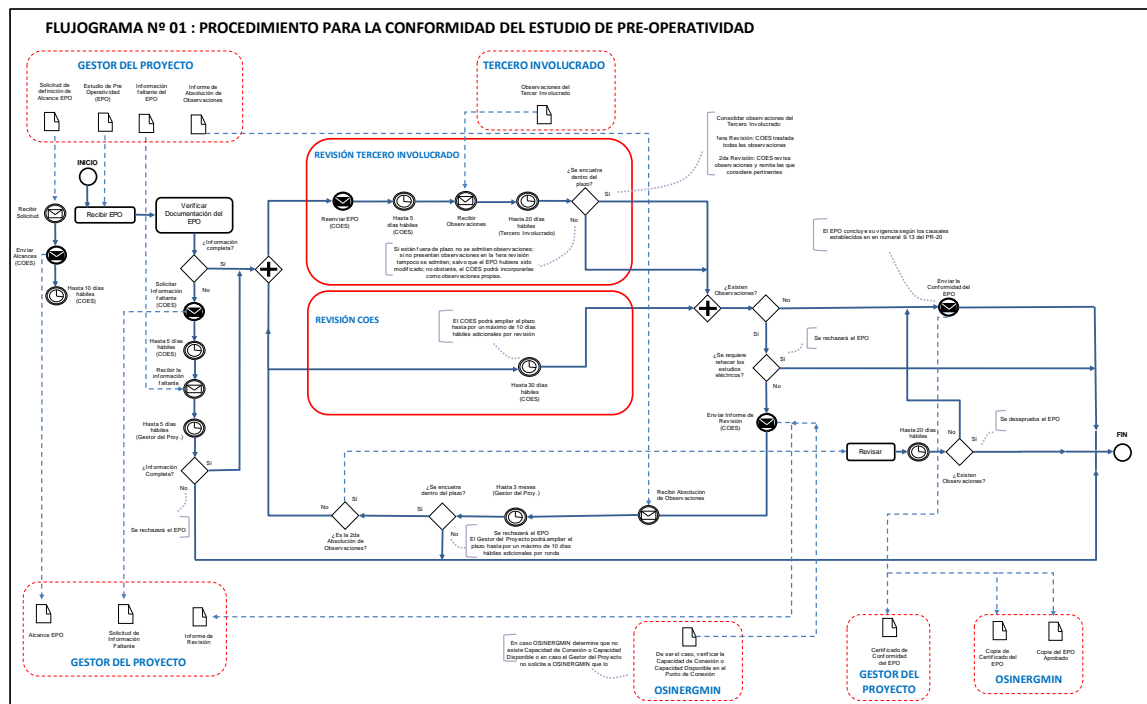 FLUJOGRAMA Nº 01 : PROCEDIMIENTO PARA LA CONFORMIDAD DEL ESTUDIO DE PRE-OPERATIVIDAD
GESTOR DEL PROYECTO
Solicitud de
definición de
Alcance EPO
Estudio de Pre
Operatividad
(EPO)
Información
faltante del
EPO
Informe de
Absolución de
Observaciones
TERCERO INVOLUCRADO
Observaciones del
Tercer Involucrado
Consolidar observaciones del
Tercero Involucrado:
1era Revisión: COES traslada
todas las observaciones
2da Revisión: COES revisa
observaciones y remite las que
considere pertinentes
INICIO
Recibir
Solicitud
Recibir EPO
Verificar
Documentación del
EPO
Enviar
Alcances
(COES)
Hasta 10 días
hábiles
(COES)
¿Información
completa?
Si
No
Solicitar
Información
faltante
(COES)
Hasta 5 días
hábiles
(COES)
Recibir la
información
faltante
Hasta 5 días
hábiles
(Gestor del Proy.)
¿Información
Completa?
Si
No
Se rechazará el EPO
REVISIÓN TERCERO INVOLUCRADO
Reenviar EPO
(COES)
Hasta 5
días hábiles
(COES)
Recibir
Observaciones
Hasta 20 días
hábiles
(Tercero Involucrado)
¿Se encuentra
dentro del
plazo?
Si
No
Si están fuera de plazo no se admiten observaciones;
si no presentan observaciones en la 1era revisión
tampoco se admiten; salvo que el EPO hubiera sido
modificado; no obstante, el COES podrá incorporarlas
como observaciones propias.
REVISIÓN COES
El COES podrá ampliar el plazo
hasta por un máximo de 10 días
hábiles adicionales por revisión
Hasta 30 días
hábiles
(COES)
¿Existen
Observaciones?
No
Si
El EPO concluye su vigencia según los causales
establecidos en en numeral 9.13 del PR-20
Enviar la
Conformidad del
EPO
Se rechazará el EPO
¿Se requiere
rehacer los
estudios
eléctricos?
Si
No
Enviar Informe de
Revisión
(COES)
Revisar
Hasta 20 días
hábiles
No
Si
¿Existen
Observaciones?
Se desaprueba el EPO
FIN
Si
No
¿Es la 2da
Absolución de
Observaciones?
¿Se encuentra
dentro del plazo?
Si
No
Hasta 3 meses
(Gestor del Proy.)
Se rechazará el EPO
El Gestor del Proyecto podrá ampliar el
plazo hasta por un máximo de 10 días
hábiles adicionales por ronda
Recibir Absolución
de Observaciones
Alcance EPO
Solicitud de
Información
Faltante
Informe de
Revisión
GESTOR DEL PROYECTO
En caso OSINERGMIN determine que no
existe Capacidad de Conexión o Capacidad
Disponible o en caso el Gestor del Proyecto
no solicite a OSINERGMIN que lo
De ser el caso, verificar la
Capacidad de Conexión o
Capacidad Disponible en el
Punto de Conexión
OSINERGMIN
Certificado de
Conformidad
del EPO
GESTOR DEL
PROYECTO
Copia de
Certificado del
EPO
Copia del EPO
Aprobado
OSINERGMIN